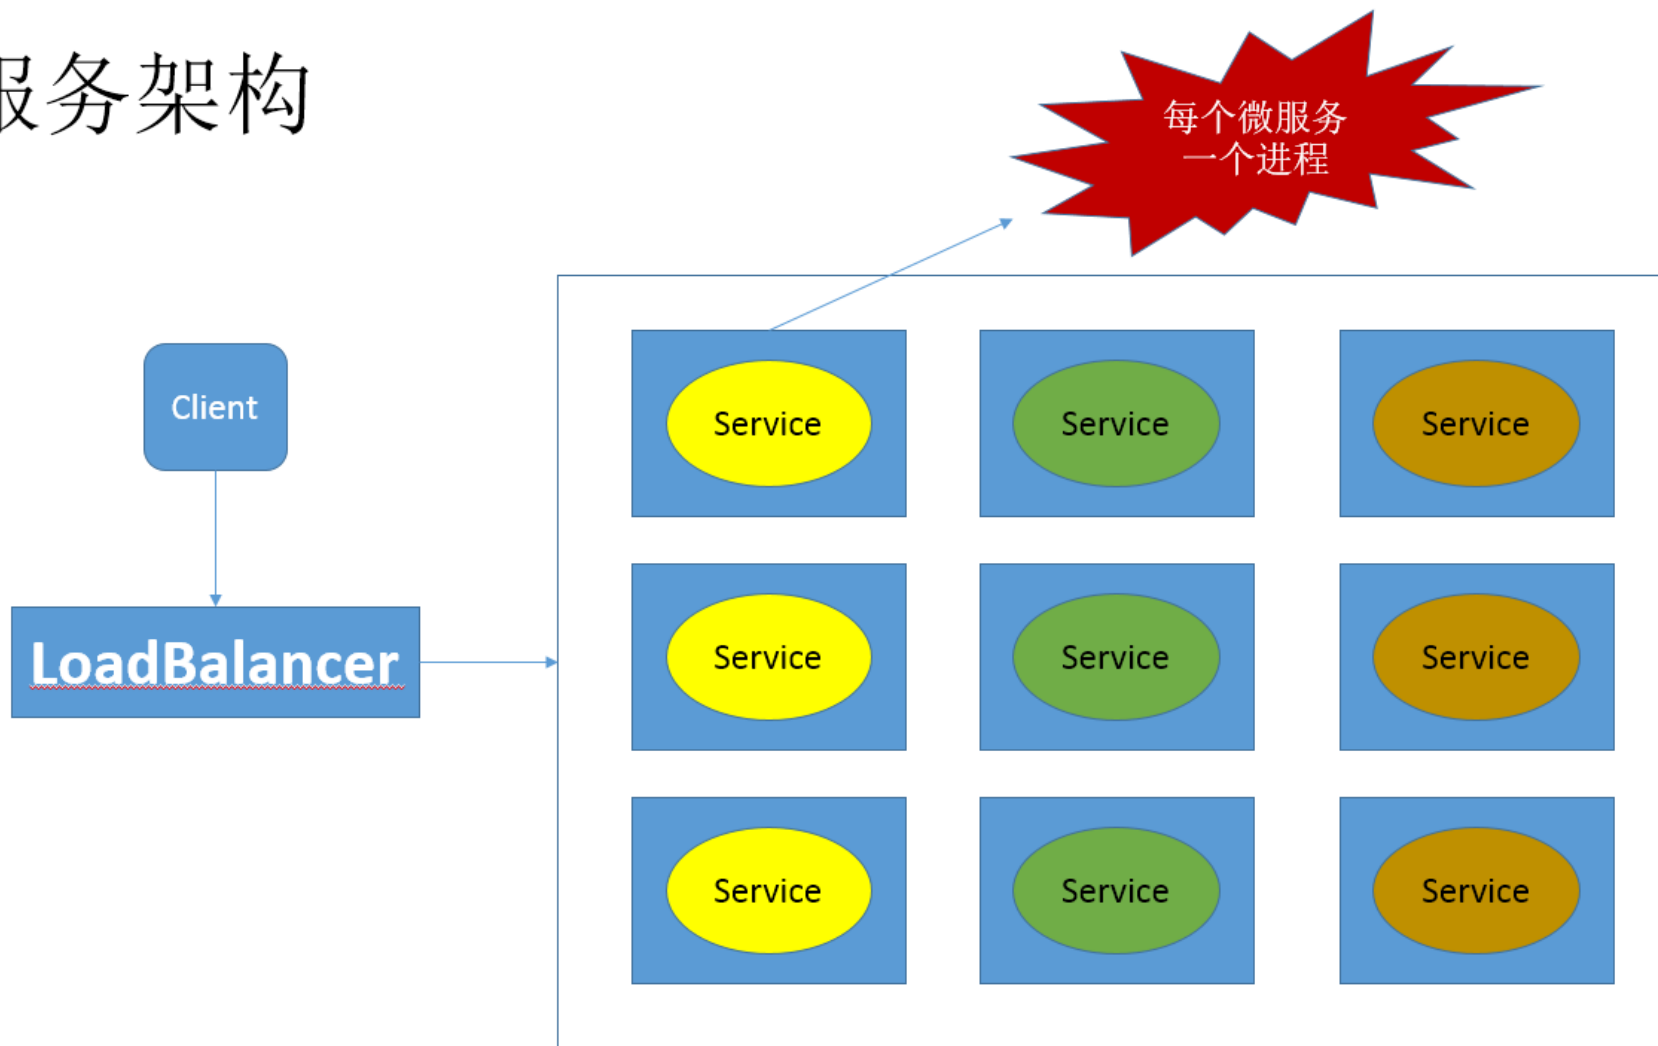 服务架构
每个微服务
一个进程
Client
Service
Service
Service
LoadBalancer
Service
Service
Service
Service
Service
Service